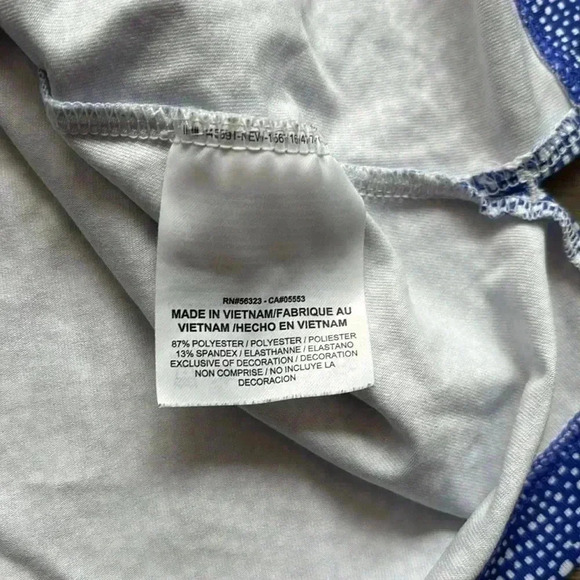 RN#56323 - CA#05553
MADE IN VIETNAM/FABRIQUE AU
VIETNAM /HECHO EN VIETNAM
87% POLYESTER / POLYESTER / POLIESTER
13% SPANDEX / ELASTHANNE / ELASTANO
EXCLUSIVE OF DECORATION / DECORATION
NON COMPRISE / NO INCLUYE LA
DECORACION